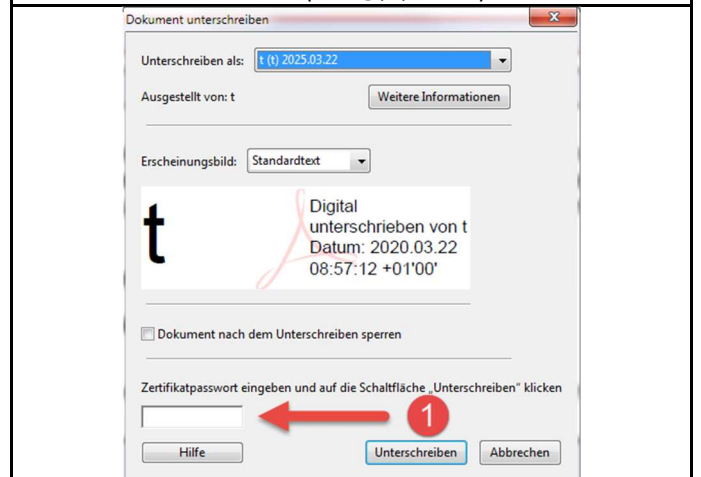 Dokument unterschreiben
Unterschreiben als: t (t) 2025.03.22
Ausgestellt von: t Weitere Informationen
Erscheinungsbild: Standardtext
t
Digital
unterschrieben von t
Datum: 2020.03.22
08:57:12 +01'00'
Dokument nach dem Unterschreiben sperren
Zertifikatpasswort eingeben und auf die Schaltfläche „Unterschreiben" klicken
1
Hilfe Unterschreiben Abbrechen